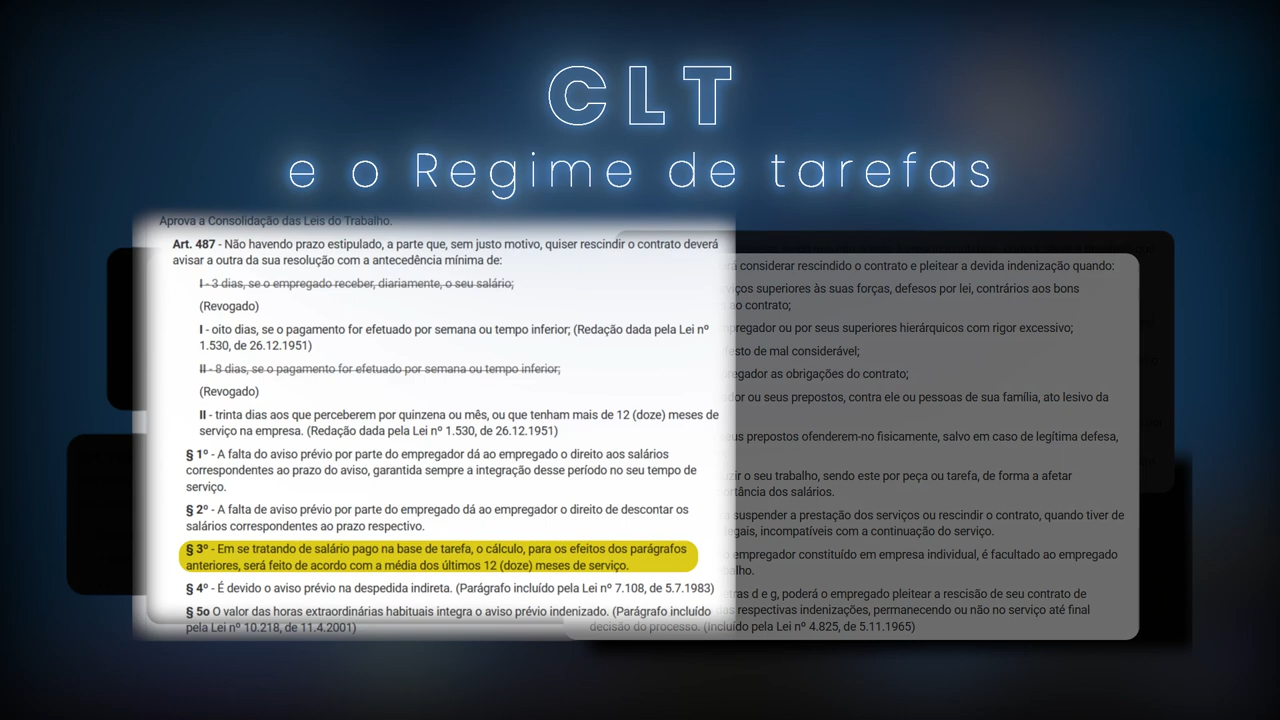 CLT
e o Regime de tarefas
Aprova a Consolidação das Leis do Trabalho.
Art. 487 - Não havendo prazo estipulado, a parte que, sem justo motivo, quiser rescindir o contrato deverá
avisar a outra da sua resolução com a antecedência mínima de:
I - 3 dias, se o empregado receber, diariamente, o seu salário;
(Revogado)
I - oito dias, se o pagamento for efetuado por semana ou tempo inferior; (Redação dada pela Lei nº
1.530, de 26.12.1951)
II - 8 dias, se o pagamento for efetuado por semana ou tempo inferior;
(Revogado)
II - trinta dias aos que perceberem por quinzena ou mês, ou que tenham mais de 12 (doze) meses de
serviço na empresa. (Redação dada pela Lei nº 1.530, de 26.12.1951)
§ 1º - A falta do aviso prévio por parte do empregador dá ao empregado o direito aos salários
correspondentes ao prazo do aviso, garantida sempre a integração desse período no seu tempo de
serviço.
§ 2º - A falta de aviso prévio por parte do empregado dá ao empregador o direito de descontar os
salários correspondentes ao prazo respectivo.
§ 3º - Em se tratando de salário pago na base de tarefa, o cálculo, para os efeitos dos parágrafos
anteriores, será feito de acordo com a média dos últimos 12 (doze) meses de serviço.
§ 4º - É devido o aviso prévio na despedida indireta. (Parágrafo incluído pela Lei nº 7.108, de 5.7.1983)
§ 5o O valor das horas extraordinárias habituais integra o aviso prévio indenizado. (Parágrafo incluído
pela Lei nº 10.218, de 11.4.2001)
considerar rescindido o contrato e pleitear a devida indenização quando:
superiores às suas forças, defesos por lei, contrários aos bons
ao contrato;
empregador ou por seus superiores hierárquicos com rigor excessivo;
de mal considerável;
as obrigações do contrato;
ou seus prepostos, contra ele ou pessoas de sua família, ato lesivo da
prepostos ofenderem-no fisicamente, salvo em caso de legítima defesa,
o seu trabalho, sendo este por peça ou tarefa, de forma a afetar
dos salários.
suspender a prestação dos serviços ou rescindir o contrato, quando tiver de
incompatíveis com a continuação do serviço.
empregador constituído em empresa individual, é facultado ao empregado
d e g, poderá o empregado pleitear a rescisão de seu contrato de
respectivas indenizações, permanecendo ou não no serviço até final
decisão do processo. (Incluído pela Lei nº 4.825, de 5.11.1965)